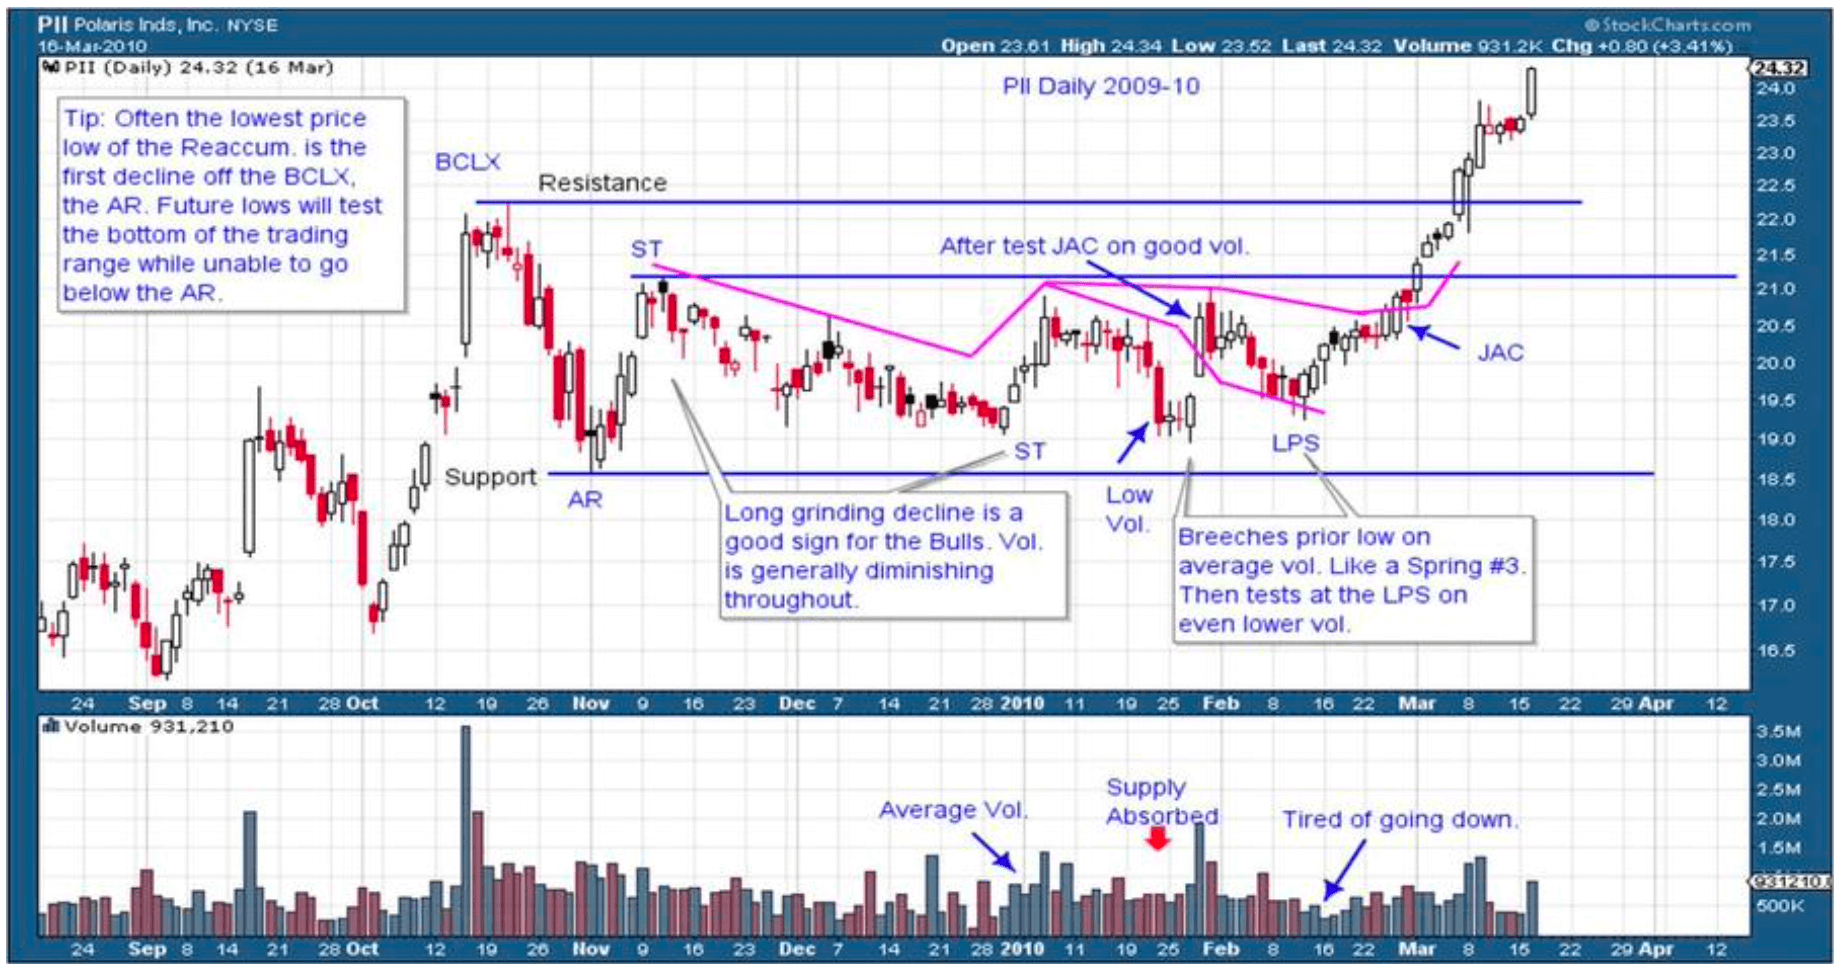 PII Polaris Inds, Inc. NYSE
© StockCharts.com
16-Mar-2010
Open 23.61 High 24.34 Low 23.52 Last 24.32 Volume 931.2K Chg +0.80 (+3.41%)
PII (Daily) 24.32 (16 Mar)
PII Daily 2009-10
Tip: Often the lowest price
low of the Reaccum. is the
first decline off the BCLX,
the AR. Future lows will test
the bottom of the trading
range while unable to go
below the AR.
BCLX
Resistance
ST
After test JAC on good vol.
JAC
LPS
ST
Support
AR
Low
Vol.
Long grinding decline is a
good sign for the Bulls. Vol.
is generally diminishing
throughout.
Breeches prior low on
average vol. Like a Spring #3.
Then tests at the LPS on
even lower vol.
24.32
24.0
23.5
23.0
22.5
22.0
21.5
21.0
20.5
20.0
19.5
19.0
18.5
18.0
17.5
17.0
16.5
24 Sep 8 14 21 28 Oct 12 19 26 Nov 9 16 23 Dec 7 14 21 28 2010 11 19 25 Feb 8 16 22 Mar 8 15 22 29 Apr 12
Volume 931,210
Average Vol.
Supply
Absorbed
Tired of going down.
3.5M
3.0M
2.5M
2.0M
1.5M
931210.0
500K
24 Sep 8 14 21 28 Oct 12 19 26 Nov 9 16 23 Dec 7 14 21 28 2010 11 19 25 Feb 8 16 22 Mar 8 15 22 29 Apr 12